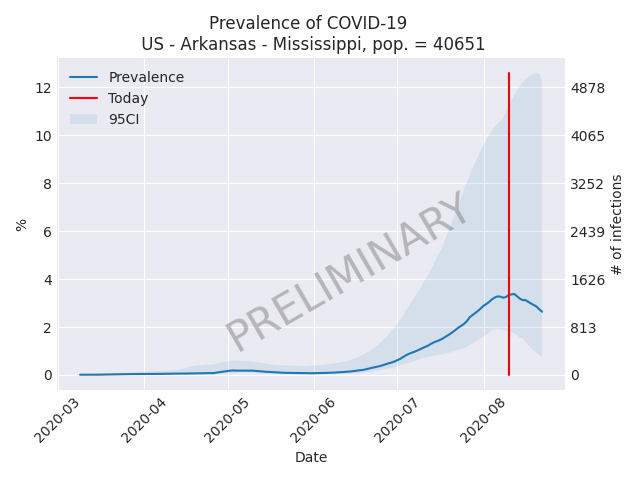 Prevalence of COVID-19
US - Arkansas - Mississippi, pop. = 40651
Prevalence
Today
95CI
12
10
8
6
4
2
0
%
4878
4065
3252
2439
1626
813
0
# of infections
PRELIMINARY
2020-03
2020-04
2020-05
2020-06
2020-07
2020-08
Date